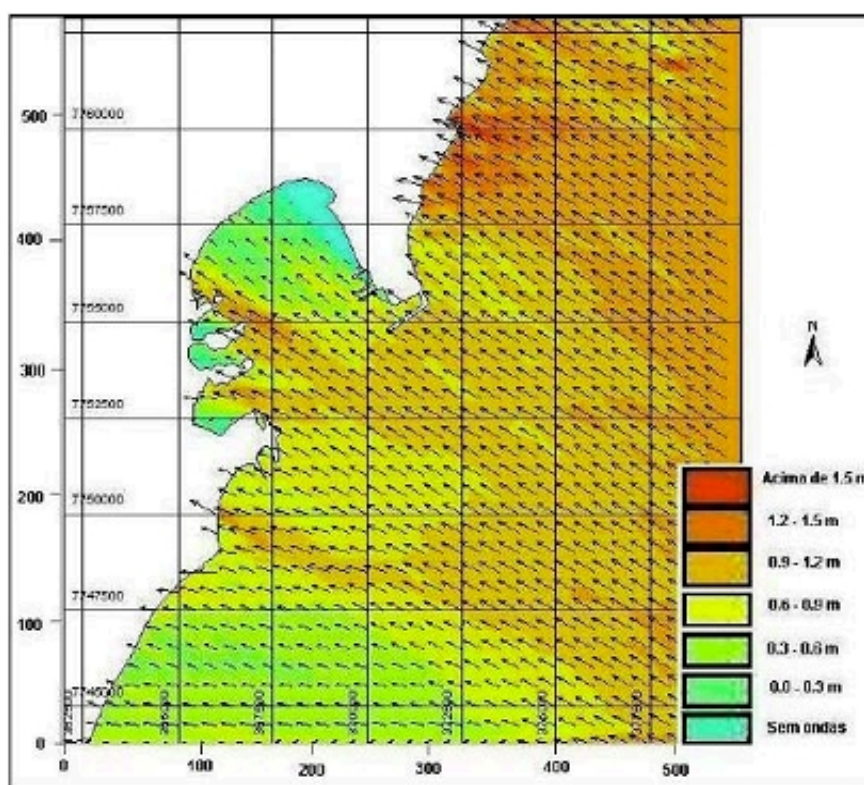 500
7760000
7757500
400
7755000
N
300
7752500
200
7750000
Acima de 1.5 m
1.2 - 1.5 m
0.9 - 1.2 m
7747500
0.6 - 0.9 m
100
0.3 - 0.6 m
0.0 - 0.3 m
Sem ondas
0
0
100
200
300
400
500